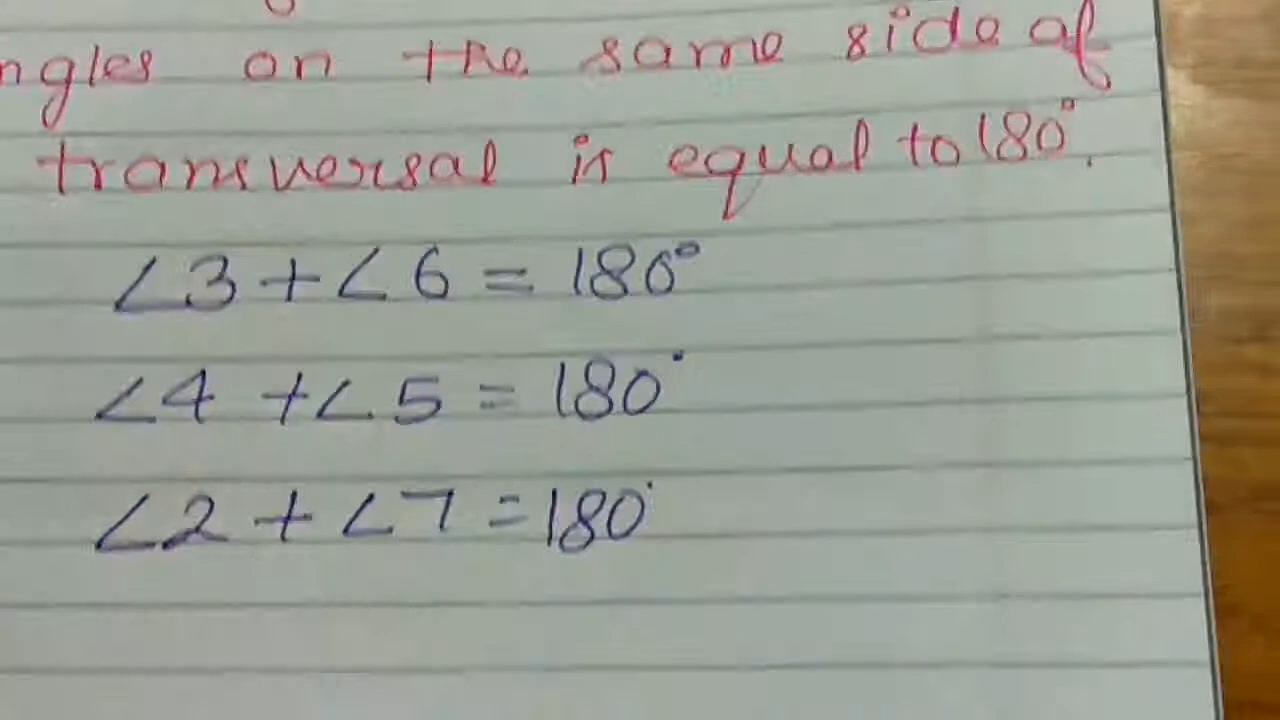 ngles on the same side of
transversal is equal to 180°.
∠3 + ∠6 = 180°
∠4 + ∠5 = 180°
∠2 + ∠7 = 180°